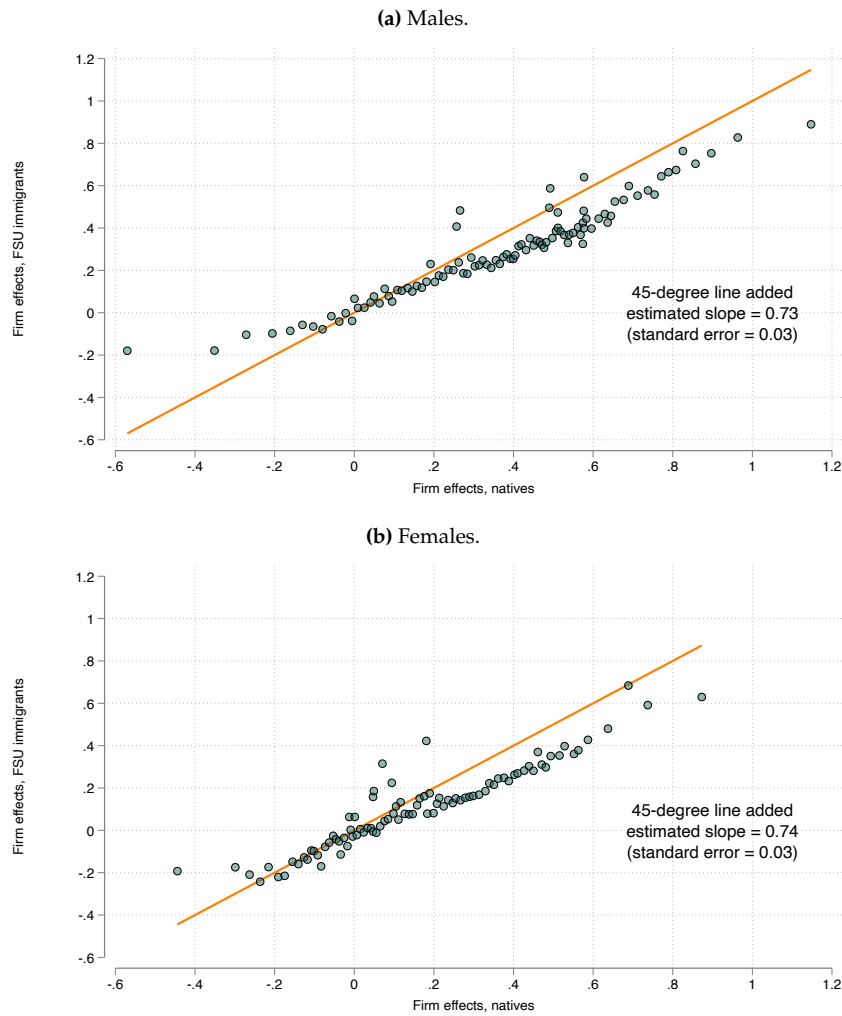 (a) Males.
1.2
1
.8
.6
.4
.2
0
-.2
-.4
-.6
Firm effects, FSU immigrants
45-degree line added
estimated slope = 0.73
(standard error = 0.03)
-.6 -.4 -.2 0 .2 .4 .6 .8 1 1.2
Firm effects, natives
(b) Females.
1.2
1
.8
.6
.4
.2
0
-.2
-.4
-.6
Firm effects, FSU immigrants
45-degree line added
estimated slope = 0.74
(standard error = 0.03)
-.6 -.4 -.2 0 .2 .4 .6 .8 1 1.2
Firm effects, natives